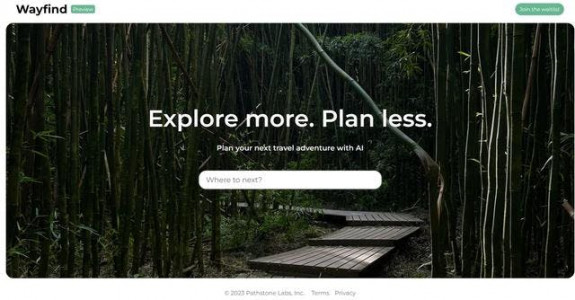 Wayfind Preview Join the waitlist
Explore more. Plan less.
Plan your next travel adventure with AI
Where to next?
© 2023 Pathstone Labs, Inc. Terms Privacy